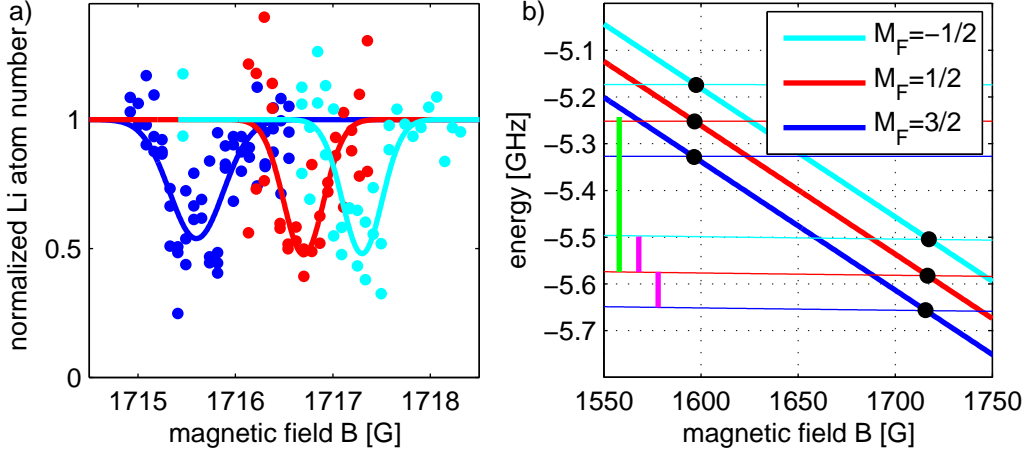 a)
normalized Li atom number
1
0.5
0
1715 1716 1717 1718
magnetic field B [G]
b)
energy [GHz]
−5.1
−5.2
−5.3
−5.4
−5.5
−5.6
−5.7
M_F=−1/2
M_F=1/2
M_F=3/2
1550 1600 1650 1700 1750
magnetic field B [G]